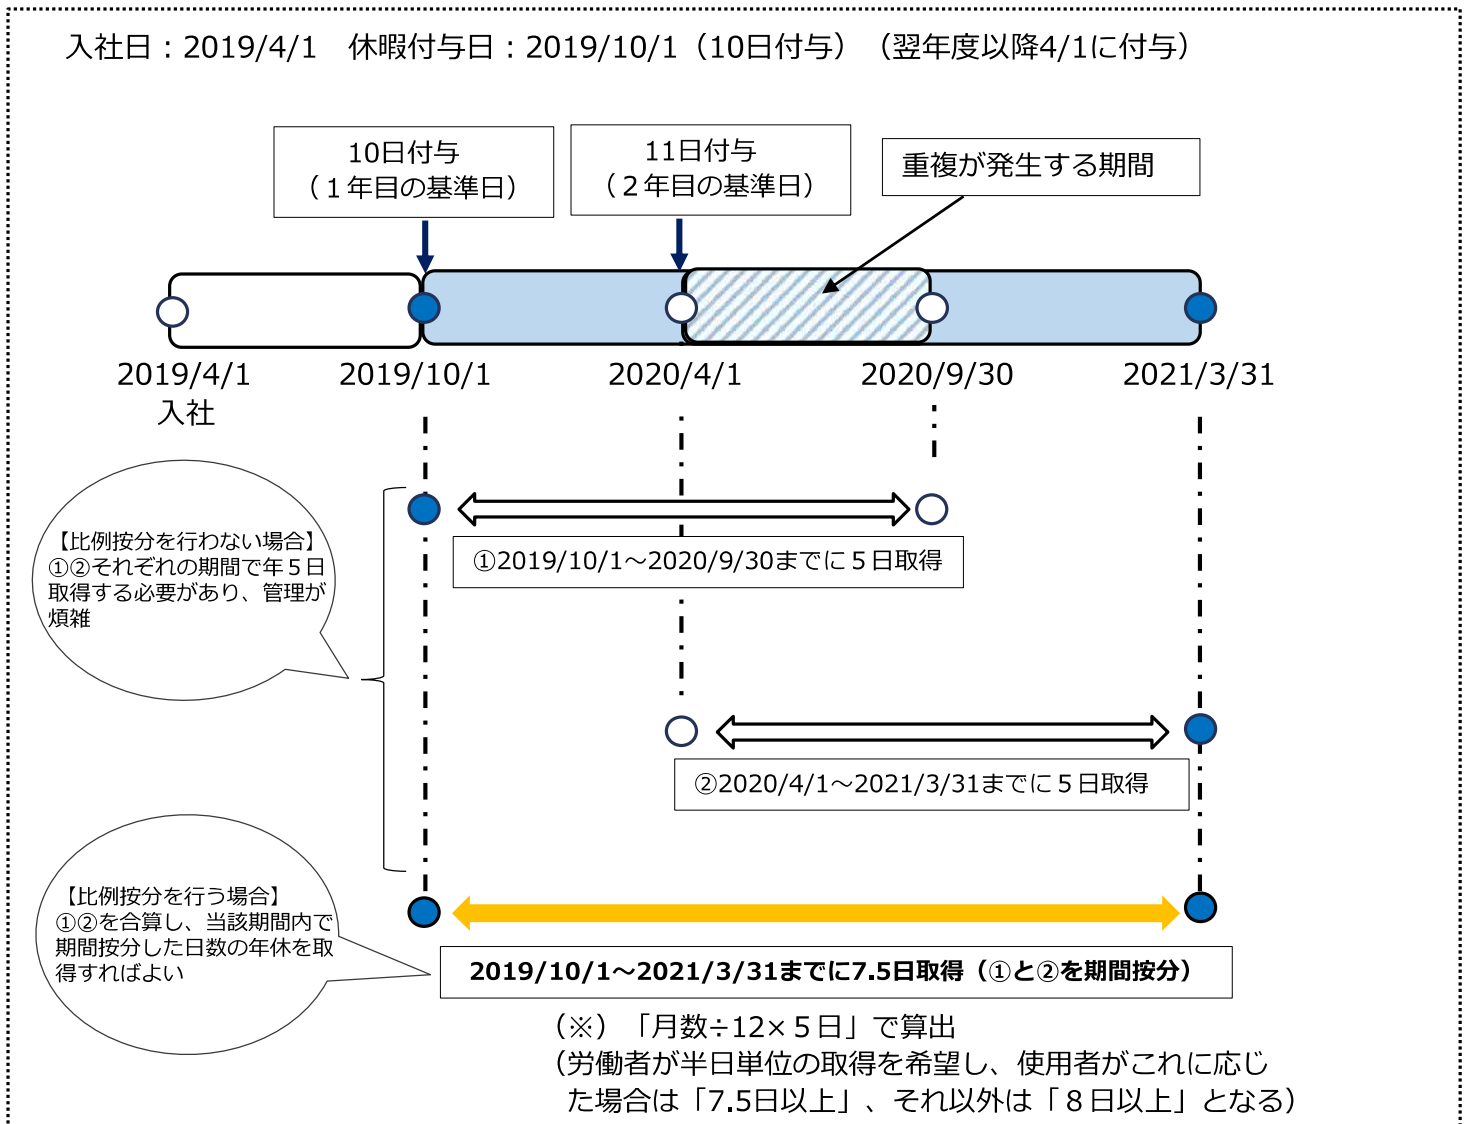 入社日：2019/4/1　休暇付与日：2019/10/1（10日付与）（翌年度以降4/1に付与）
10日付与
（１年目の基準日）
11日付与
（２年目の基準日）
重複が発生する期間
2019/4/1
入社
2019/10/1
2020/4/1
2020/9/30
2021/3/31
【比例按分を行わない場合】
①②それぞれの期間で年５日
取得する必要があり、管理が
煩雑
①2019/10/1～2020/9/30までに５日取得
②2020/4/1～2021/3/31までに５日取得
【比例按分を行う場合】
①②を合算し、当該期間内で
期間按分した日数の年休を取
得すればよい
2019/10/1～2021/3/31までに7.5日取得（①と②を期間按分）
（※）「月数÷12×５日」で算出
（労働者が半日単位の取得を希望し、使用者がこれに応じ
た場合は「7.5日以上」、それ以外は「８日以上」となる）